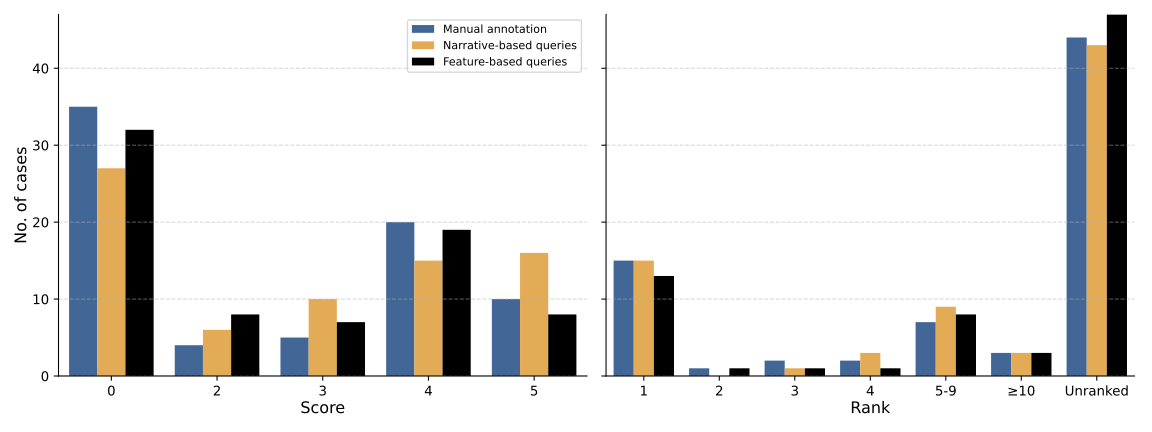 Manual annotation
Narrative-based queries
Feature-based queries
No. of cases
40
30
20
10
0
0 2 3 4 5
Score
1 2 3 4 5-9 ≥10 Unranked
Rank